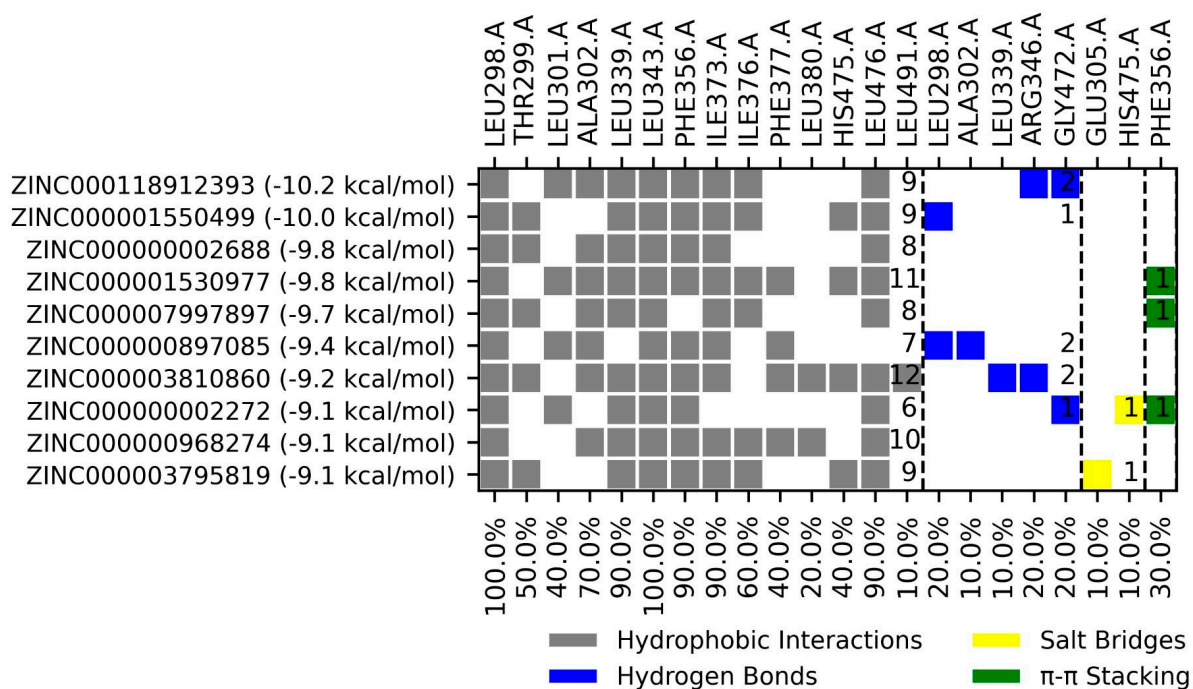 LEU298.A THR299.A LEU301.A ALA302.A LEU339.A LEU343.A PHE356.A ILE373.A ILE376.A PHE377.A LEU380.A HIS475.A LEU476.A LEU491.A LEU298.A ALA302.A LEU339.A ARG346.A GLY472.A GLU305.A HIS475.A PHE356.A
ZINC000118912393 (-10.2 kcal/mol) 9 2
ZINC000001550499 (-10.0 kcal/mol) 9 1
ZINC000000002688 (-9.8 kcal/mol) 8
ZINC000001530977 (-9.8 kcal/mol) 11 1
ZINC000007997897 (-9.7 kcal/mol) 8 1
ZINC000000897085 (-9.4 kcal/mol) 7 2
ZINC000003810860 (-9.2 kcal/mol) 12 2
ZINC000000002272 (-9.1 kcal/mol) 6 1 1 1
ZINC000000968274 (-9.1 kcal/mol) 10
ZINC000003795819 (-9.1 kcal/mol) 9 1
100.0% 50.0% 40.0% 70.0% 90.0% 100.0% 90.0% 90.0% 60.0% 40.0% 20.0% 40.0% 90.0% 10.0% 20.0% 10.0% 10.0% 20.0% 20.0% 10.0% 10.0% 30.0%
Hydrophobic Interactions Salt Bridges
Hydrogen Bonds π-π Stacking